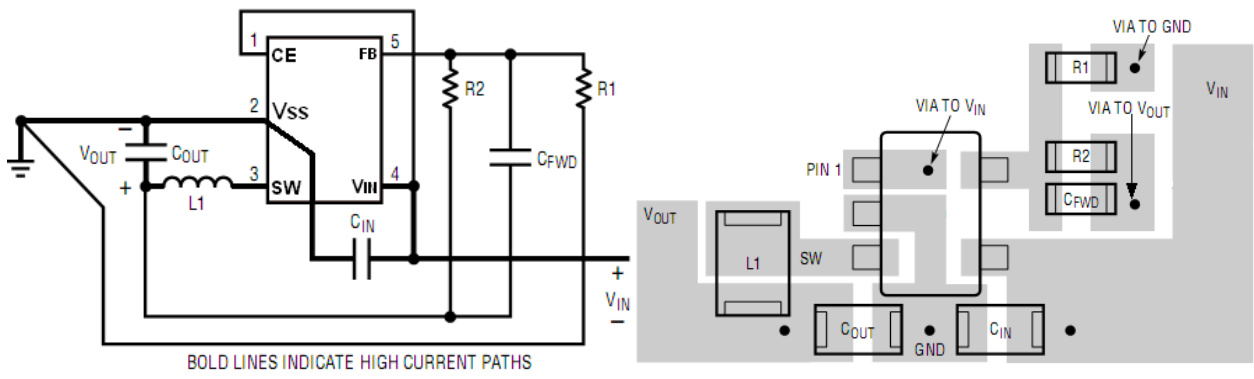 1
CE
FB
5
R2
R1
2
VSS
−
VOUT
COUT
CFWD
+
3
SW
VIN
4
L1
CIN
+
VIN
−
BOLD LINES INDICATE HIGH CURRENT PATHS
VIA TO GND
R1
VIN
VIA TO VIN
VIA TO VOUT
PIN 1
R2
CFWD
VOUT
L1
SW
COUT
GND
CIN